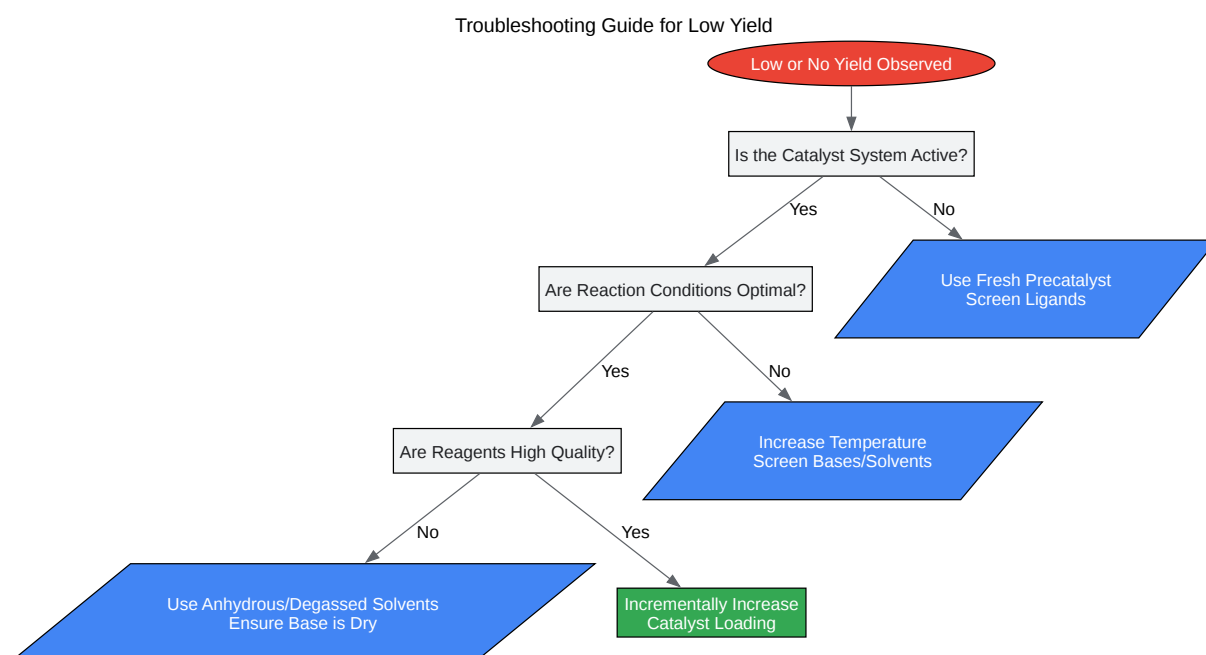 Troubleshooting Guide for Low Yield
Low or No Yield Observed
Is the Catalyst System Active?
Yes
No
Use Fresh Precatalyst
Screen Ligands
Are Reaction Conditions Optimal?
Yes
No
Increase Temperature
Screen Bases/Solvents
Are Reagents High Quality?
No
Yes
Use Anhydrous/Degassed Solvents
Ensure Base is Dry
Incrementally Increase
Catalyst Loading